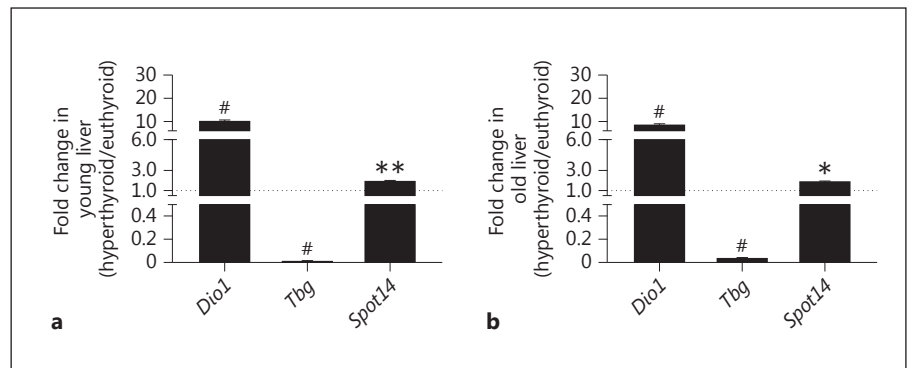 Fold change in
young liver
(hyperthyroid/euthyroid)
30
20
10
6.0
3.0
1.0
0.4
0.2
0
#
#
**
Dio1
Tbg
Spot14
a
Fold change in
old liver
(hyperthyroid/euthyroid)
30
20
10
6.0
3.0
1.0
0.4
0.2
0
#
#
*
Dio1
Tbg
Spot14
b